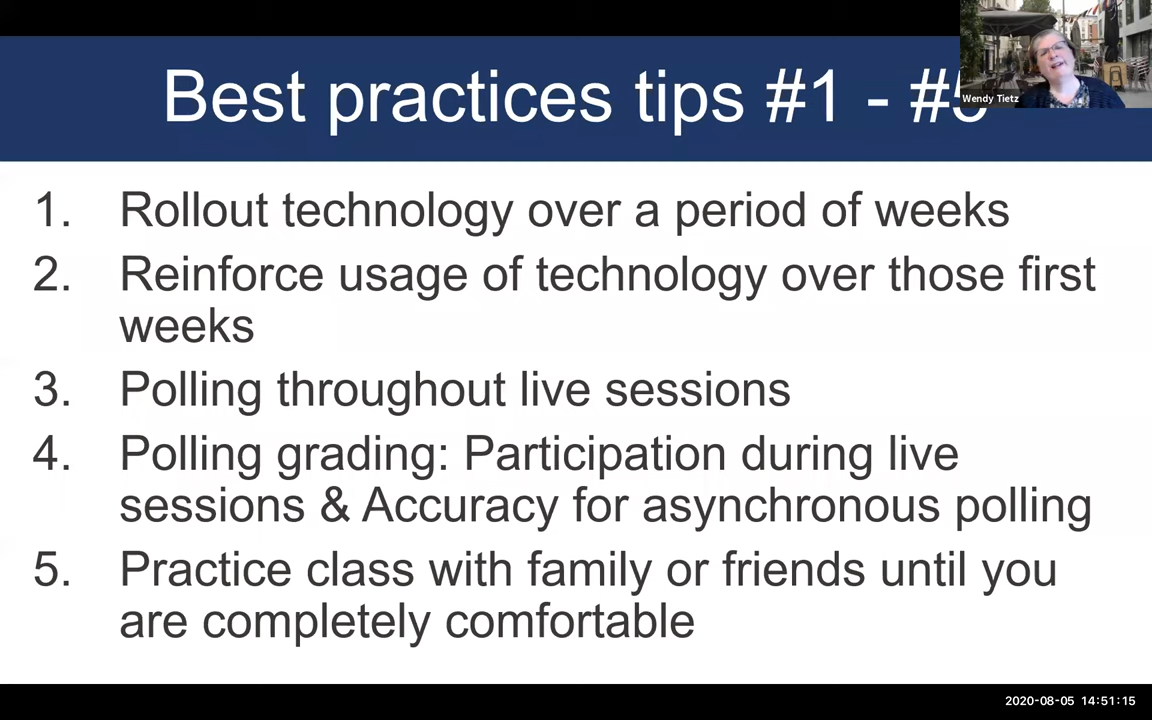 Best practices tips #1 - #5
Wendy Tietz
1. Rollout technology over a period of weeks
2. Reinforce usage of technology over those first
weeks
3. Polling throughout live sessions
4. Polling grading: Participation during live
sessions & Accuracy for asynchronous polling
5. Practice class with family or friends until you
are completely comfortable
2020-08-05 14:51:15